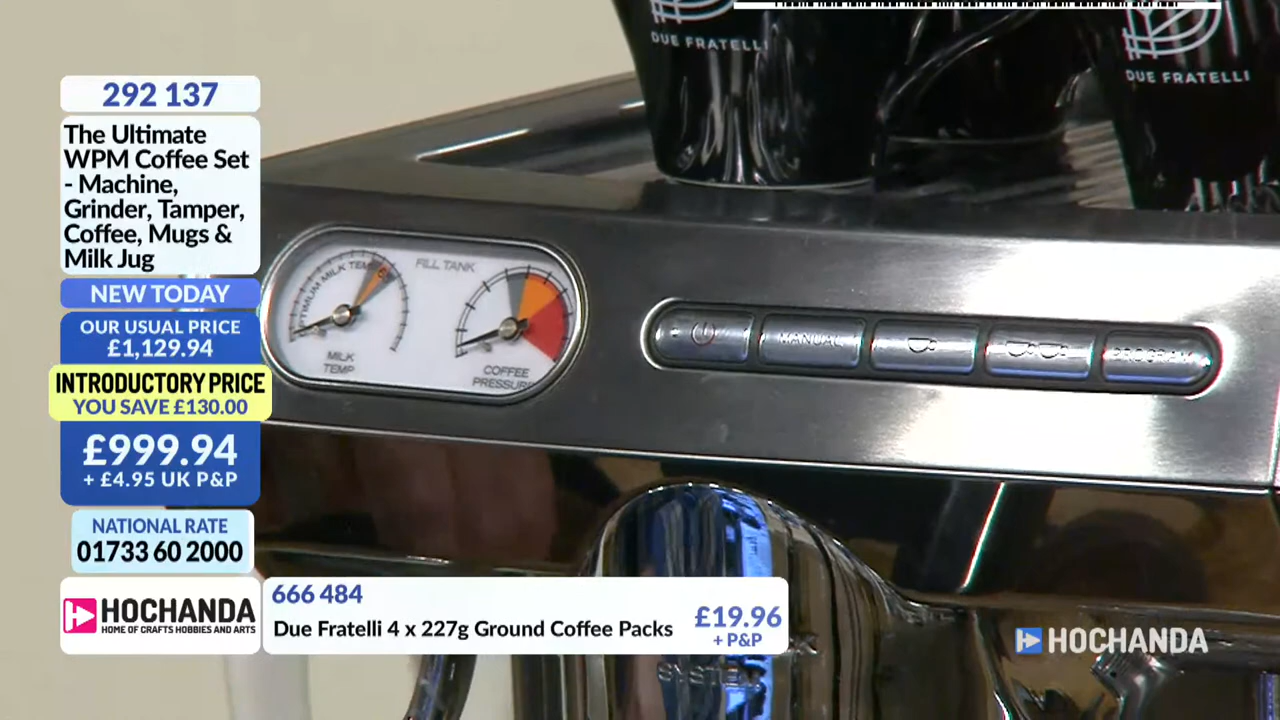 DUE FRATELLI
DUE FRATELLI
292 137
The Ultimate
WPM Coffee Set
- Machine,
Grinder, Tamper,
Coffee, Mugs &
Milk Jug
NEW TODAY
OUR USUAL PRICE
£1,129.94
INTRODUCTORY PRICE
YOU SAVE £130.00
£999.94
+ £4.95 UK P&P
NATIONAL RATE
01733 60 2000
HOCHANDA
HOME OF CRAFTS HOBBIES AND ARTS
666 484
Due Fratelli 4 x 227g Ground Coffee Packs
£19.96
+ P&P
FILL TANK
MILK
TEMP
COFFEE
PRESSURE
MANUAL
PROGRAM
HOCHANDA